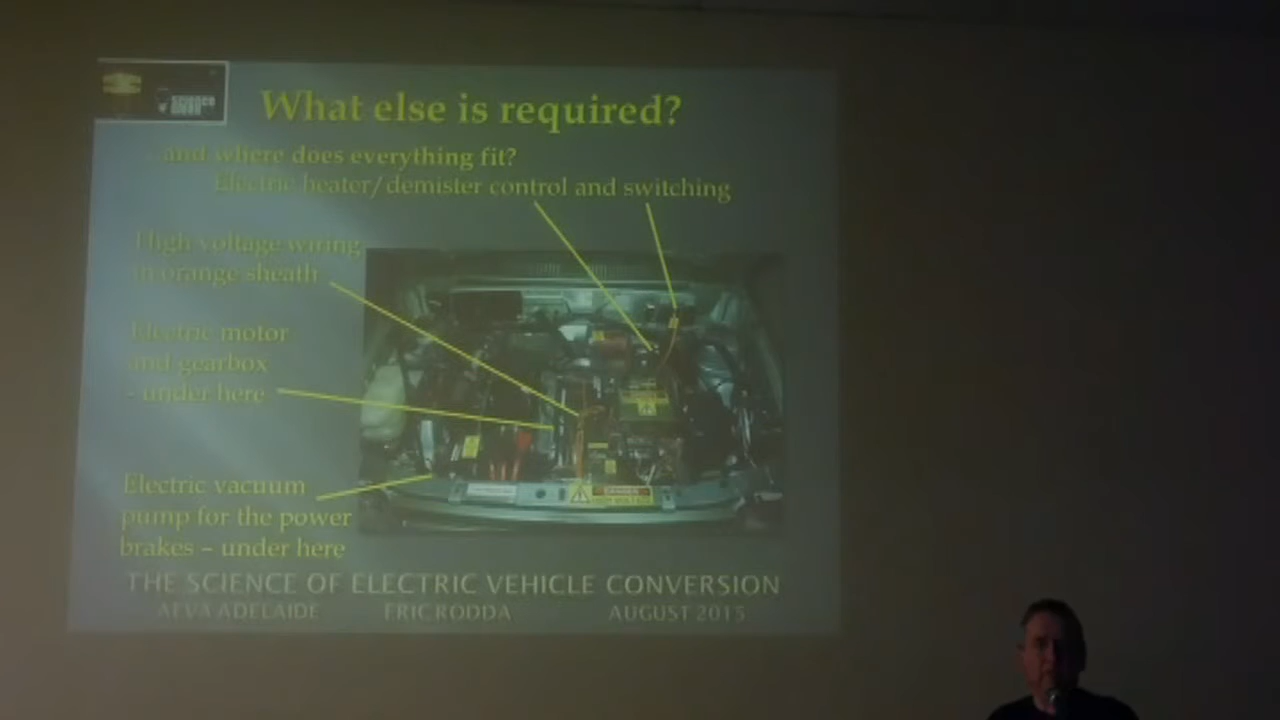 SCIENCE
What else is required?
...and where does everything fit?
Electric heater/demister control and switching
High voltage wiring
in orange sheath
Electric motor
and gearbox
- under here
Electric vacuum
pump for the power
brakes – under here
THE SCIENCE OF ELECTRIC VEHICLE CONVERSION
AEVA ADELAIDE ERIC RODDA AUGUST 2015